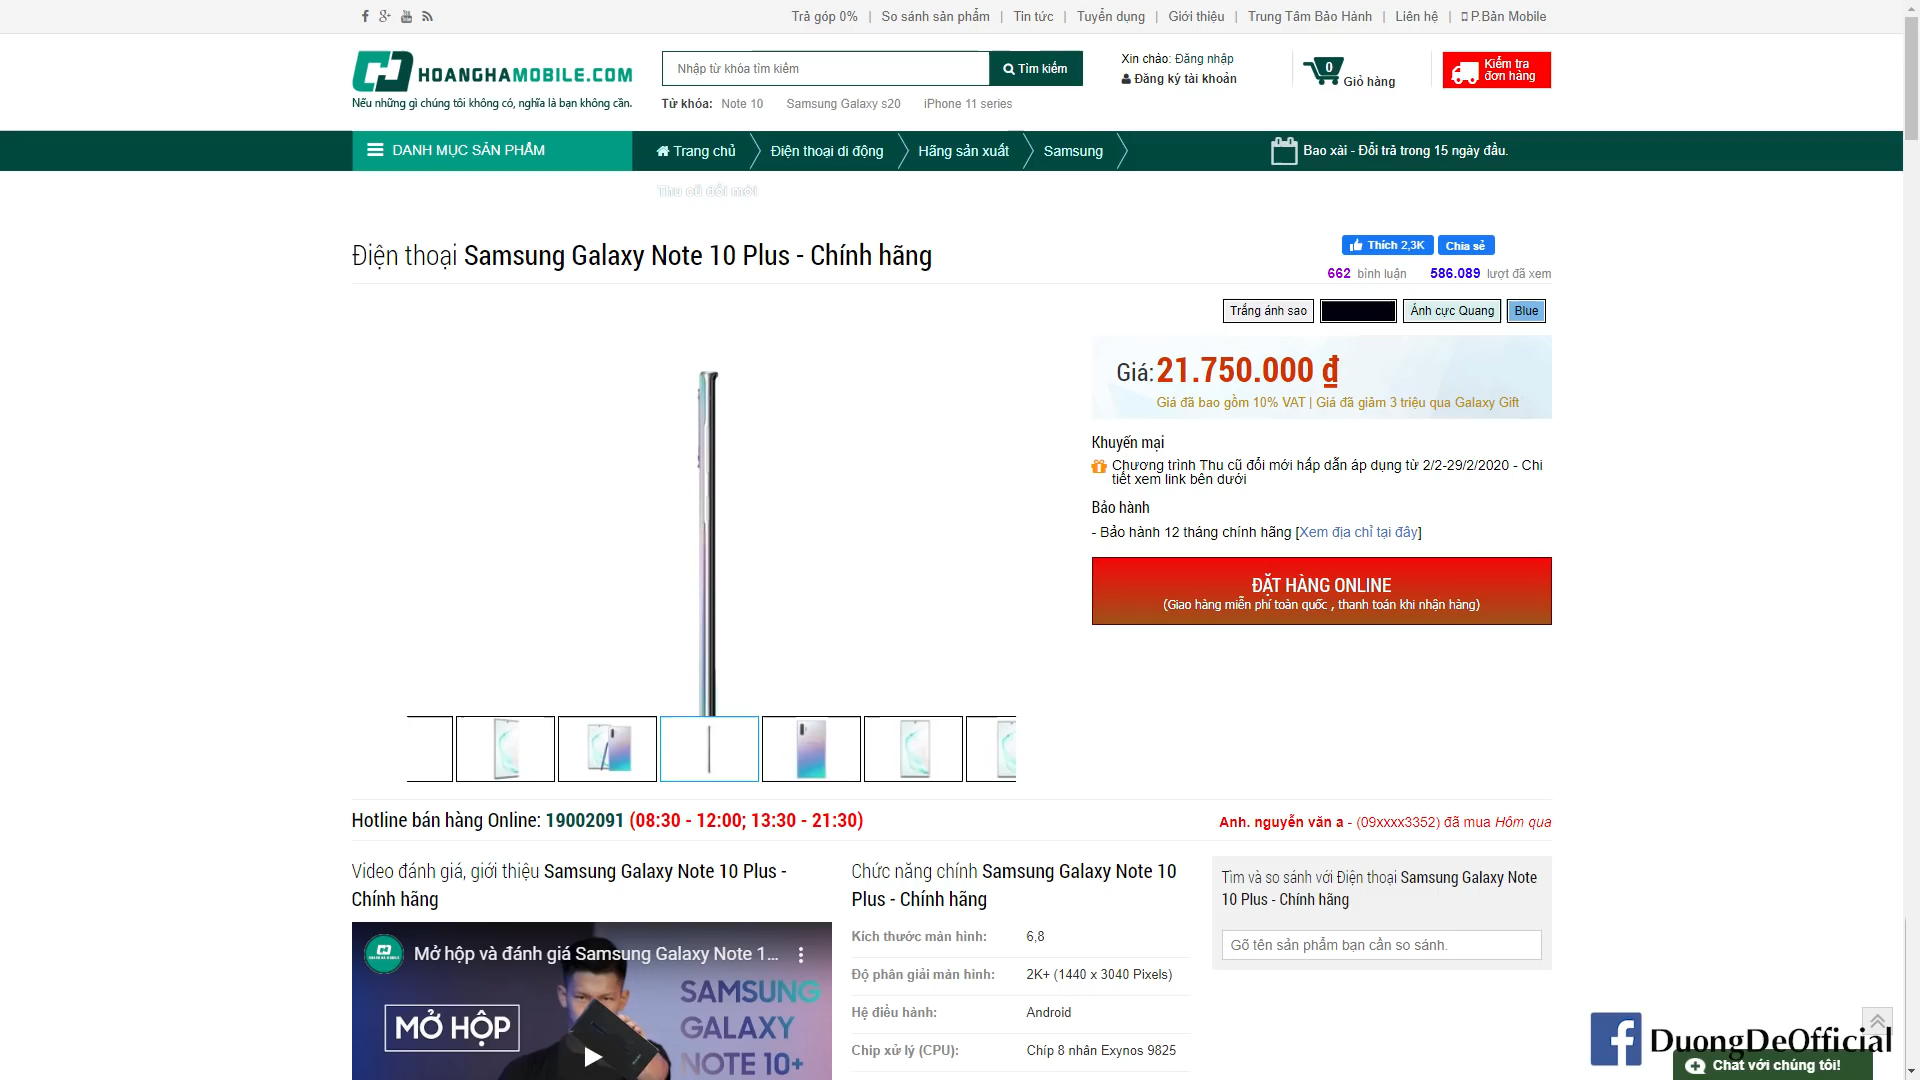 Trả góp 0% | So sánh sản phẩm | Tin tức | Tuyển dụng | Giới thiệu | Trung Tâm Bảo Hành | Liên hệ | P.Bản Mobile
HOANGHAMOBILE.COM
Nếu những gì chúng tôi không có, nghĩa là bạn không cần.
Nhập từ khóa tìm kiếm
Tìm kiếm
Từ khóa: Note 10 Samsung Galaxy s20 iPhone 11 series
Xin chào: Đăng nhập
Đăng ký tài khoản
0
Giỏ hàng
Kiểm tra
đơn hàng
DANH MỤC SẢN PHẨM
Trang chủ Điện thoại di động Hãng sản xuất Samsung
Bao xài - Đổi trả trong 15 ngày đầu.
Thu cũ đổi mới
Điện thoại Samsung Galaxy Note 10 Plus - Chính hãng
Thích 2,3K Chia sẻ
662 bình luận 586.089 lượt đã xem
Trắng ánh sao
Ánh cực Quang
Blue
Giá: 21.750.000 ₫
Giá đã bao gồm 10% VAT | Giá đã giảm 3 triệu qua Galaxy Gift
Khuyến mại
Chương trình Thu cũ đổi mới hấp dẫn áp dụng từ 2/2-29/2/2020 - Chi
tiết xem link bên dưới
Bảo hành
- Bảo hành 12 tháng chính hãng [Xem địa chỉ tại đây]
ĐẶT HÀNG ONLINE
(Giao hàng miễn phí toàn quốc , thanh toán khi nhận hàng)
Hotline bán hàng Online: 19002091 (08:30 - 12:00; 13:30 - 21:30)
Anh. nguyễn văn a - (09xxxx3352) đã mua Hôm qua
Video đánh giá, giới thiệu Samsung Galaxy Note 10 Plus -
Chính hãng
Mở hộp và đánh giá Samsung Galaxy Note 1...
MỞ HỘP
SAMSUNG
GALAXY
NOTE 10+
Chức năng chính Samsung Galaxy Note 10
Plus - Chính hãng
Kích thước màn hình: 6,8
Độ phân giải màn hình: 2K+ (1440 x 3040 Pixels)
Hệ điều hành: Android
Chip xử lý (CPU): Chíp 8 nhân Exynos 9825
Tìm và so sánh với Điện thoại Samsung Galaxy Note
10 Plus - Chính hãng
Gõ tên sản phẩm bạn cần so sánh.
DuongDeOfficial
Chat với chúng tôi!